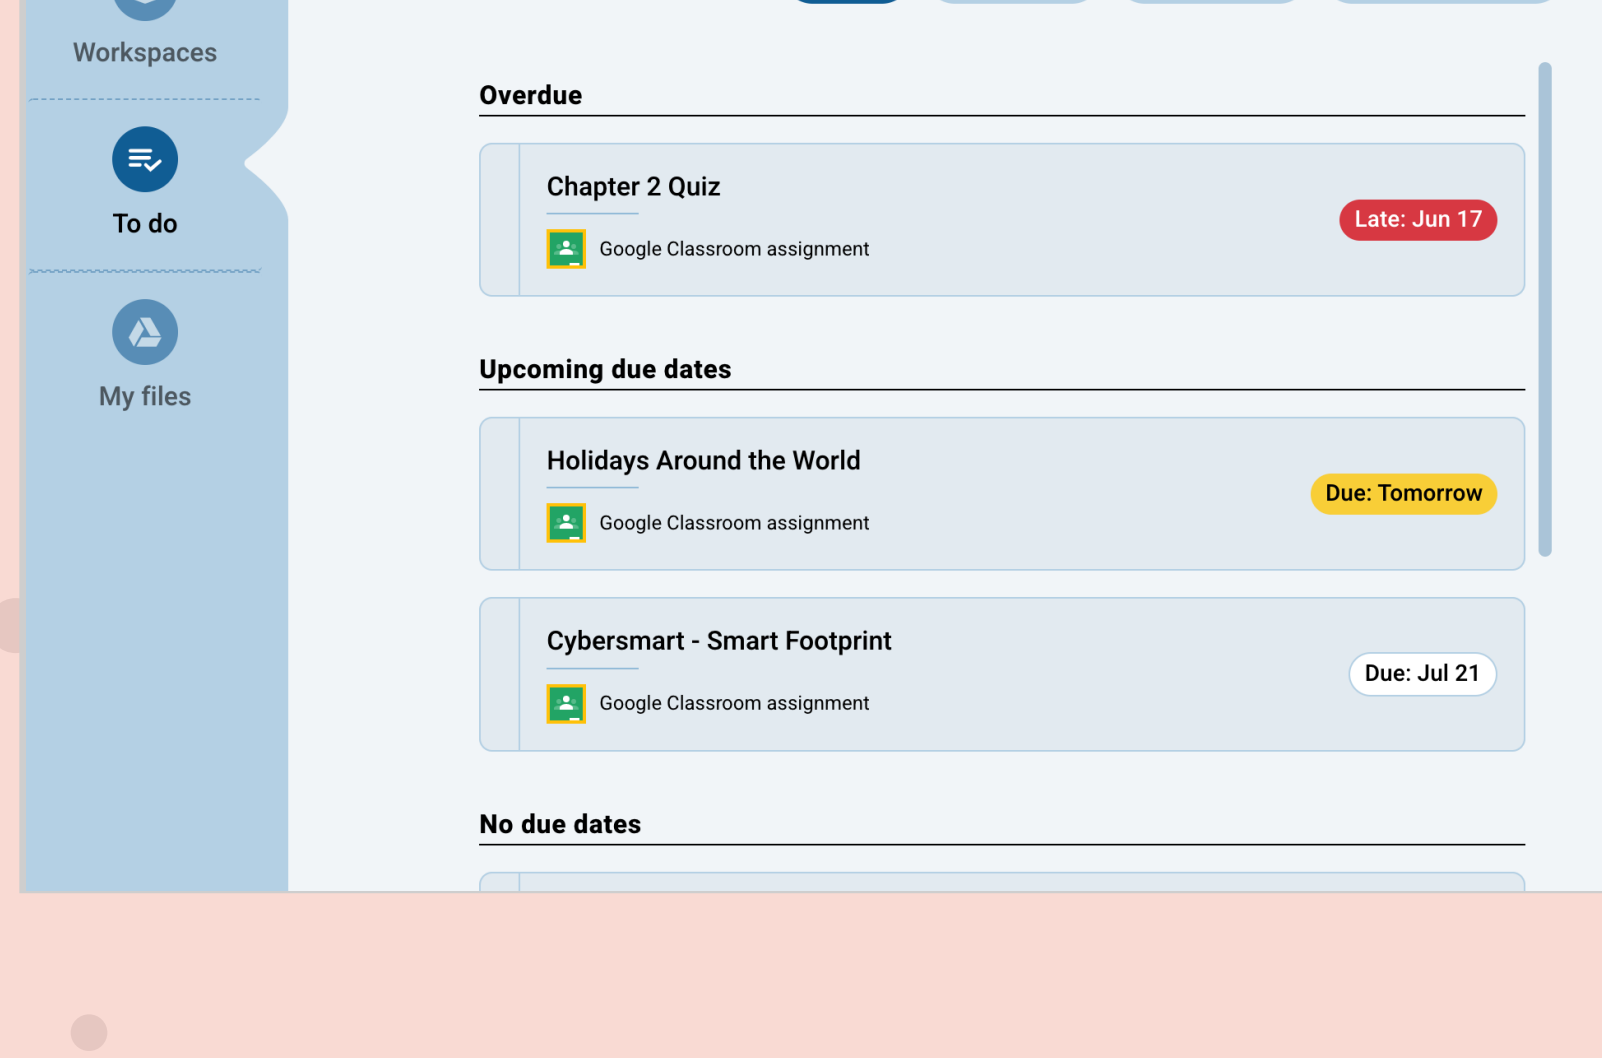 Workspaces
To do
My files
Overdue
Chapter 2 Quiz
Google Classroom assignment
Late: Jun 17
Upcoming due dates
Holidays Around the World
Google Classroom assignment
Due: Tomorrow
Cybersmart - Smart Footprint
Google Classroom assignment
Due: Jul 21
No due dates